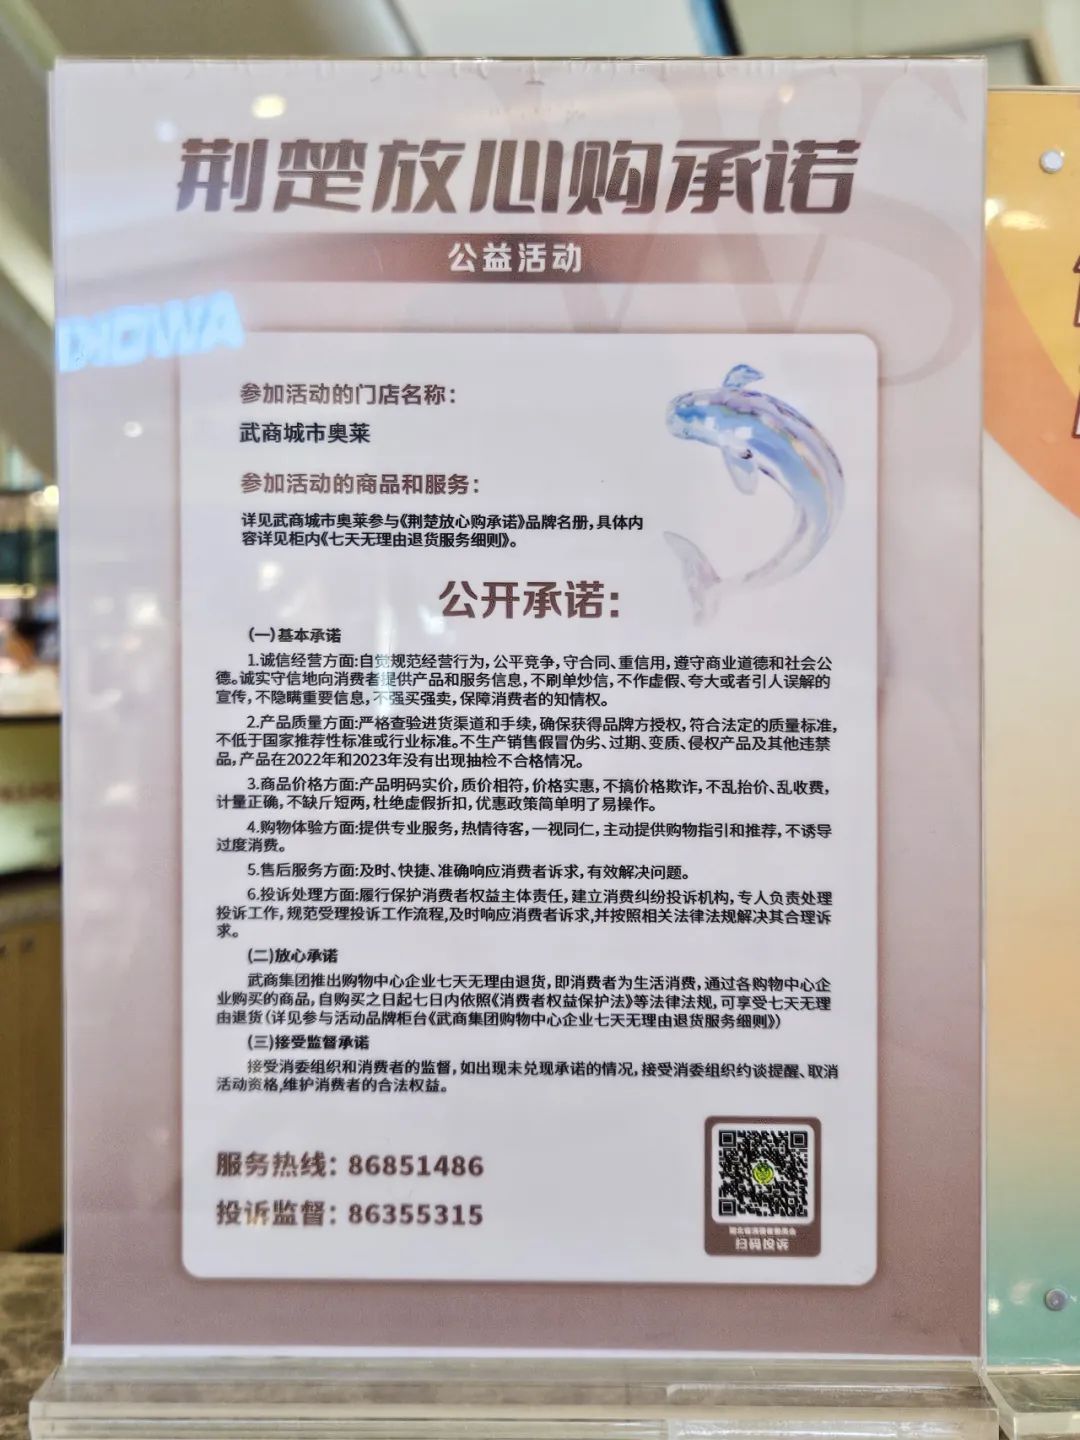 荆楚放心购承诺
公益活动
参加活动的门店名称：
武商城市奥莱
参加活动的商品和服务：
详见武商城市奥莱参与《荆楚放心购承诺》品牌名册，具体内
容详见柜内《七天无理由退货服务细则》。
公开承诺：
（一）基本承诺
1.诚信经营方面:自觉规范经营行为，公平竞争，守合同、重信用，遵守商业道德和社会公
德。诚实守信地向消费者提供产品和服务信息，不刷单炒信，不作虚假、夸大或者引人误解的
宣传，不隐瞒重要信息，不强买强卖，保障消费者的知情权。
2.产品质量方面:严格查验进货渠道和手续，确保获得品牌方授权，符合法定的质量标准，
不低于国家推荐性标准或行业标准。不生产销售假冒伪劣、过期、变质、侵权产品及其他违禁
品，产品在2022年和2023年没有出现抽检不合格情况。
3.商品价格方面:产品明码实价，质价相符，价格实惠，不搞价格欺诈，不乱抬价、乱收费，
计量正确，不缺斤短两，杜绝虚假折扣，优惠政策简单明了易操作。
4.购物体验方面:提供专业服务，热情待客，一视同仁，主动提供购物指引和推荐，不诱导
过度消费。
5.售后服务方面:及时、快捷、准确响应消费者诉求，有效解决问题。
6.投诉处理方面:履行保护消费者权益主体责任，建立消费纠纷投诉机构，专人负责处理
投诉工作，规范受理投诉工作流程,及时响应消费者诉求,并按照相关法律法规解决其合理诉
求。
（二）放心承诺
武商集团推出购物中心企业七天无理由退货，即消费者为生活消费，通过各购物中心企
业购买的商品，自购买之日起七日内依照《消费者权益保护法》等法律法规，可享受七天无理
由退货（详见参与活动品牌柜台《武商集团购物中心企业七天无理由退货服务细则》）
（三）接受监督承诺
接受消委组织和消费者的监督，如出现未兑现承诺的情况，接受消委组织约谈提醒、取消
活动资格,维护消费者的合法权益。
服务热线：86851486
投诉监督：86355315
湖北省消费者委员会
扫码投诉